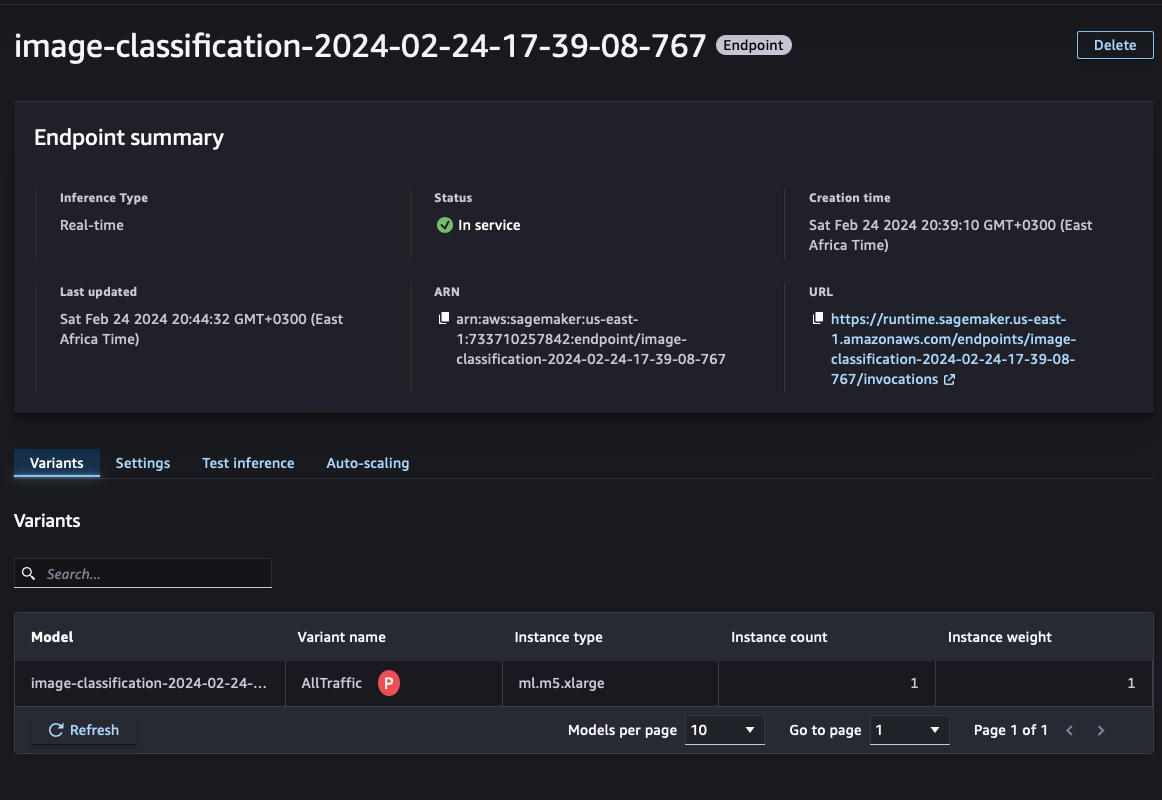 image-classification-2024-02-24-17-39-08-767 Endpoint Delete
Endpoint summary
Inference Type Status Creation time
Real-time In service Sat Feb 24 2024 20:39:10 GMT+0300 (East
Africa Time)
Last updated ARN URL
Sat Feb 24 2024 20:44:32 GMT+0300 (East
Africa Time)
arn:aws:sagemaker:us-east-
1:733710257842:endpoint/image-
classification-2024-02-24-17-39-08-767
https://runtime.sagemaker.us-east-
1.amazonaws.com/endpoints/image-
classification-2024-02-24-17-39-08-
767/invocations
Variants Settings Test inference Auto-scaling
Variants
Search...
Model Variant name Instance type Instance count Instance weight
image-classification-2024-02-24-... AllTraffic P ml.m5.xlarge 1 1
Refresh Models per page 10 Go to page 1 Page 1 of 1